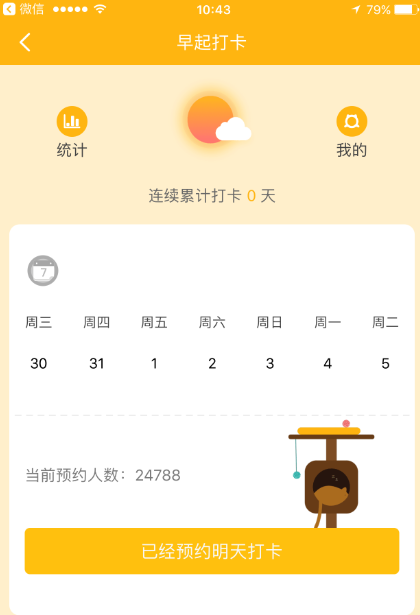 微信 10:43 79%
早起打卡
统计 我的
连续累计打卡 0 天
7
周三 周四 周五 周六 周日 周一 周二
30 31 1 2 3 4 5
当前预约人数：24788
已经预约明天打卡